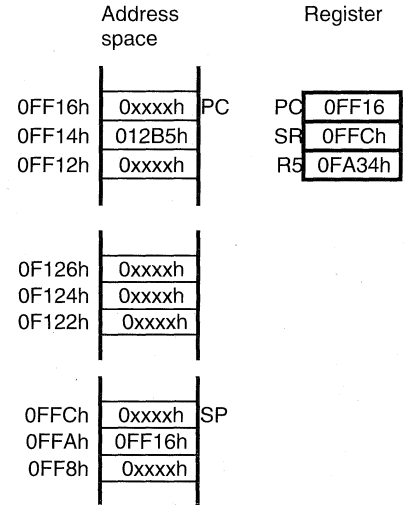 Address Register
space
0FF16h 0xxxxh PC PC 0FF16
0FF14h 012B5h SR 0FFCh
0FF12h 0xxxxh R5 0FA34h
0F126h 0xxxxh
0F124h 0xxxxh
0F122h 0xxxxh
0FFCh 0xxxxh SP
0FFAh 0FF16h
0FF8h 0xxxxh